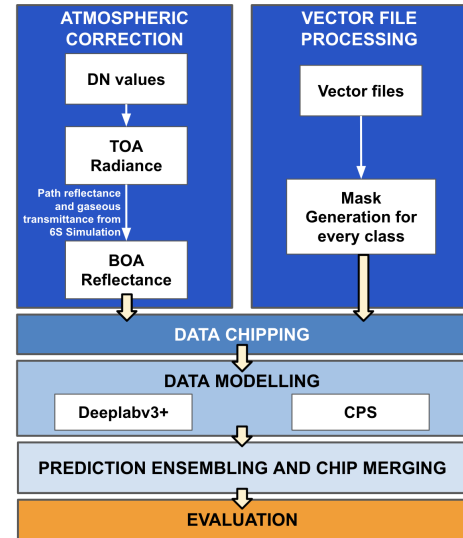 ATMOSPHERIC
CORRECTION
DN values
TOA
Radiance
Path reflectance
and gaseous
transmittance from
6S Simulation
BOA
Reflectance
VECTOR FILE
PROCESSING
Vector files
Mask
Generation for
every class
DATA CHIPPING
DATA MODELLING
Deeplabv3+
CPS
PREDICTION ENSEMBLING AND CHIP MERGING
EVALUATION